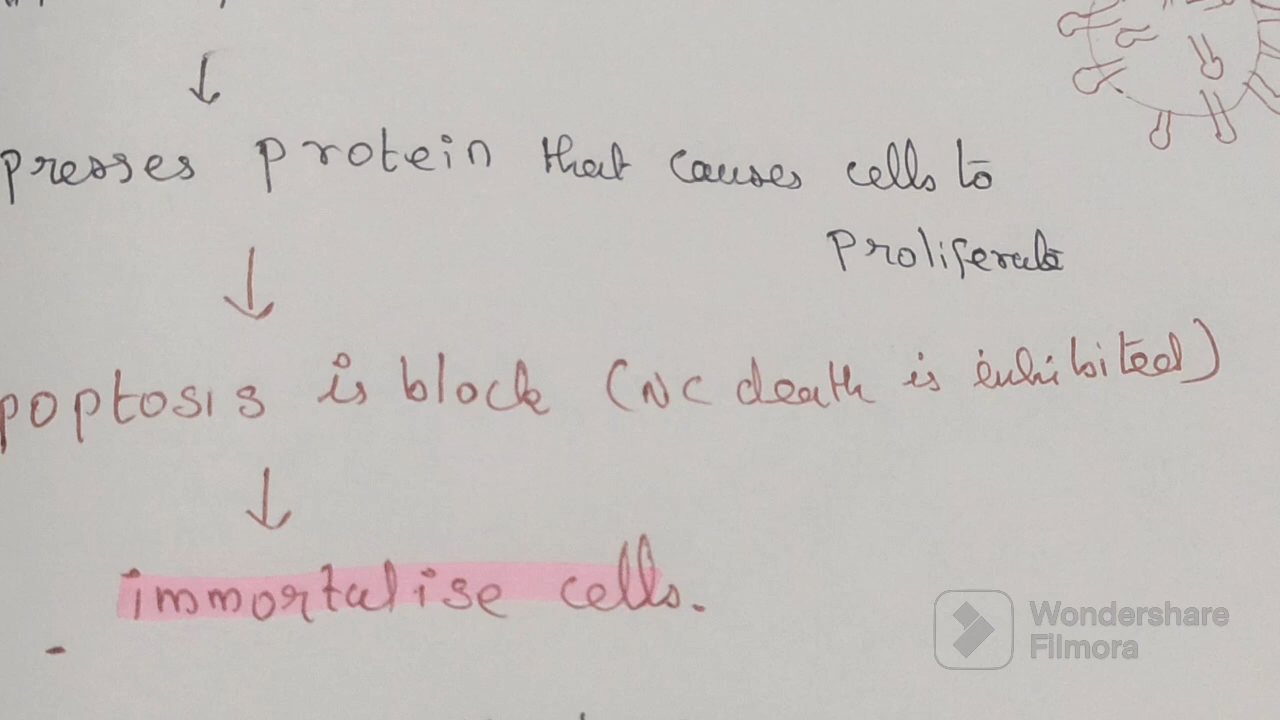 ↓
presses protein that causes cells to
proliferate
↓
poptosis is block (NC death is inhibited)
↓
immortalise cells.
-
Wondershare
Filmora